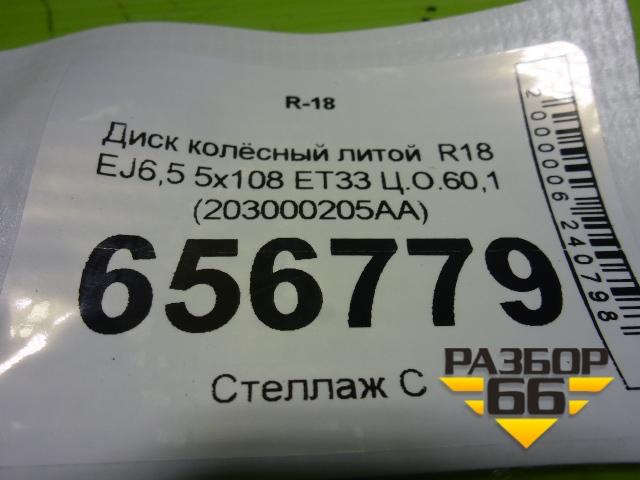 R-18
Диск колёсный литой R18
EJ6,5 5x108 ET33 Ц.О.60,1
(203000205AA)
656779
Стеллаж С
2000006240798
РАЗБОР
66